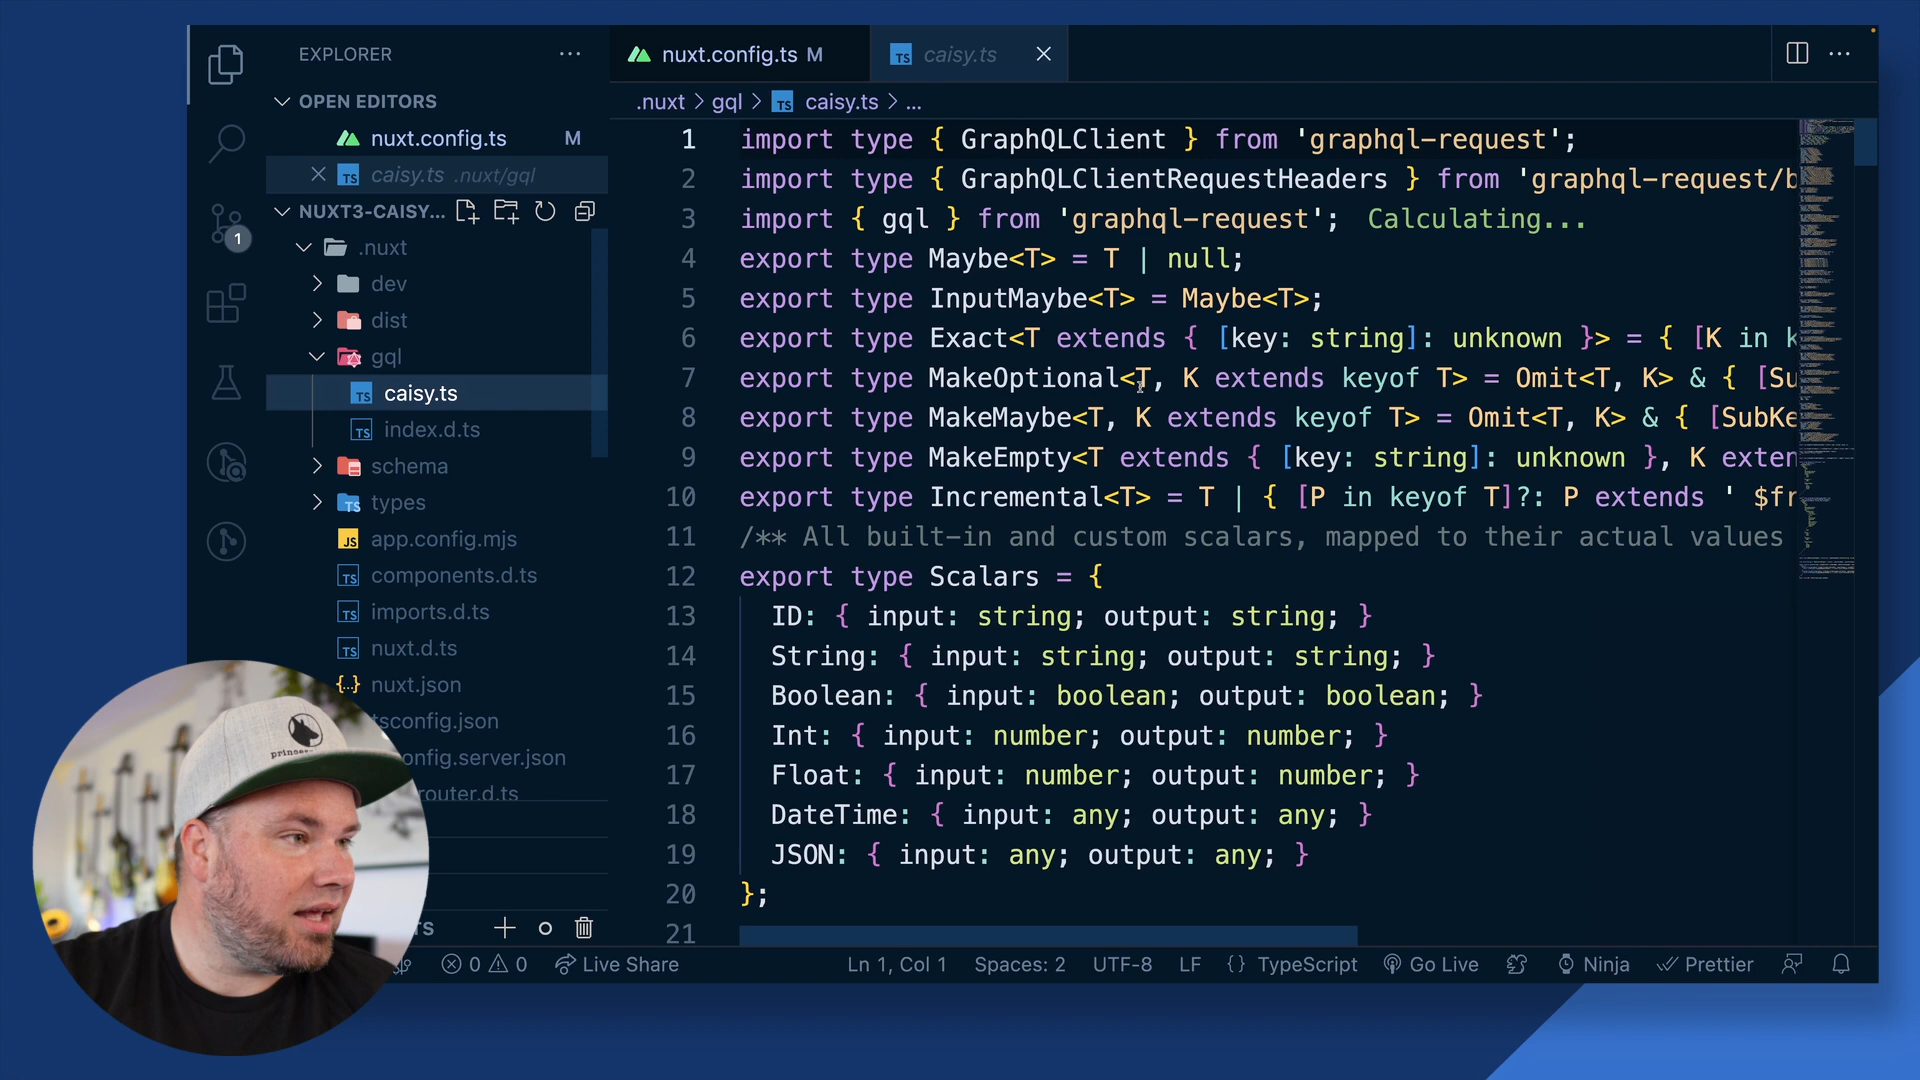 EXPLORER
OPEN EDITORS
nuxt.config.ts M
caisy.ts .nuxt/gql
NUXT3-CAISY...
.nuxt
dev
dist
gql
caisy.ts
index.d.ts
schema
types
app.config.mjs
components.d.ts
imports.d.ts
nuxt.d.ts
nuxt.json
tsconfig.json
onfig.server.json
router.d.ts
TS
1
nuxt.config.ts M
caisy.ts
.nuxt > gql > caisy.ts > ...
1 import type { GraphQLClient } from 'graphql-request';
2 import type { GraphQLClientRequestHeaders } from 'graphql-request/b
3 import { gql } from 'graphql-request'; Calculating...
4 export type Maybe<T> = T | null;
5 export type InputMaybe<T> = Maybe<T>;
6 export type Exact<T extends { [key: string]: unknown }> = { [K in k
7 export type MakeOptional<T, K extends keyof T> = Omit<T, K> & { [Su
8 export type MakeMaybe<T, K extends keyof T> = Omit<T, K> & { [SubKe
9 export type MakeEmpty<T extends { [key: string]: unknown }, K exten
10 export type Incremental<T> = T | { [P in keyof T]?: P extends ' $fr
11 /** All built-in and custom scalars, mapped to their actual values
12 export type Scalars = {
13 ID: { input: string; output: string; }
14 String: { input: string; output: string; }
15 Boolean: { input: boolean; output: boolean; }
16 Int: { input: number; output: number; }
17 Float: { input: number; output: number; }
18 DateTime: { input: any; output: any; }
19 JSON: { input: any; output: any; }
20 };
21
0 0 Live Share Ln 1, Col 1 Spaces: 2 UTF-8 LF {} TypeScript Go Live Ninja Prettier